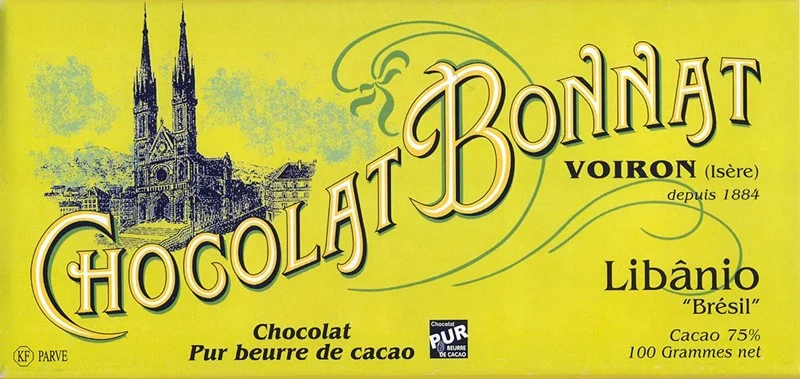 CHOCOLAT BONNAT
VOIRON (Isère)
depuis 1884
Libânio
"Brésil"
Cacao 75%
100 Grammes net
Chocolat
Pur beurre de cacao
Chocolat
PUR
BEURRE
DE CACAO
KF PARVE